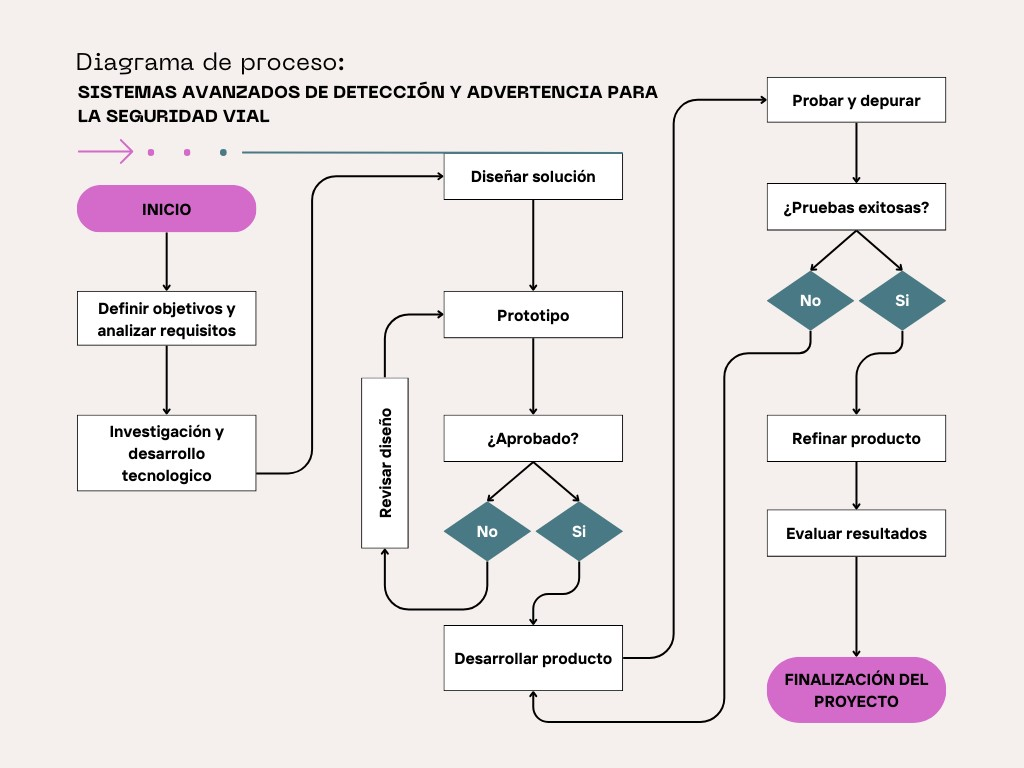 Diagrama de proceso:
SISTEMAS AVANZADOS DE DETECCIÓN Y ADVERTENCIA PARA
LA SEGURIDAD VIAL
INICIO
Definir objetivos y
analizar requisitos
Investigación y
desarrollo
tecnologico
Diseñar solución
Prototipo
Revisar diseño
¿Aprobado?
No
Si
Desarrollar producto
Probar y depurar
¿Pruebas exitosas?
No
Si
Refinar producto
Evaluar resultados
FINALIZACIÓN DEL
PROYECTO